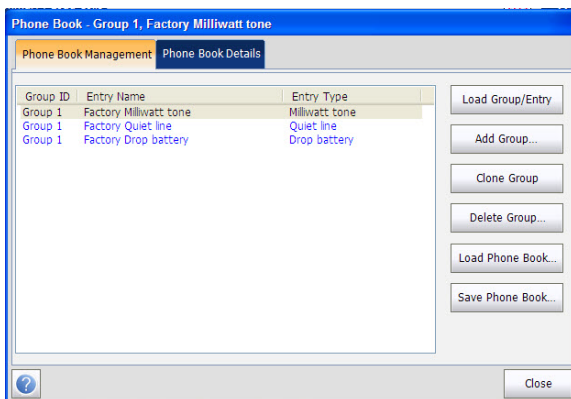 Phone Book - Group 1, Factory Milliwatt tone
Phone Book Management Phone Book Details
Group ID Entry Name Entry Type
Group 1 Factory Milliwatt tone Milliwatt tone
Group 1 Factory Quiet line Quiet line
Group 1 Factory Drop battery Drop battery
Load Group/Entry
Add Group...
Clone Group
Delete Group...
Load Phone Book...
Save Phone Book...
?
Close